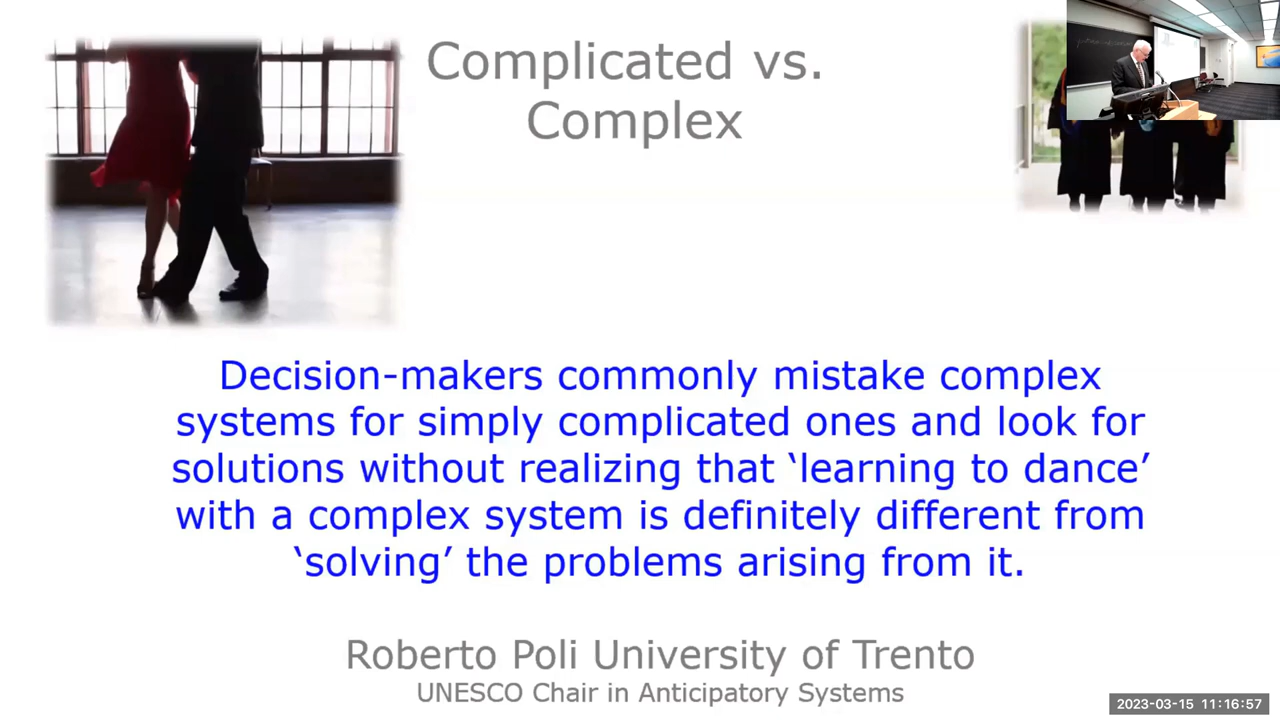 Complicated vs.
Complex
Decision-makers commonly mistake complex
systems for simply complicated ones and look for
solutions without realizing that ‘learning to dance’
with a complex system is definitely different from
‘solving’ the problems arising from it.
Roberto Poli University of Trento
UNESCO Chair in Anticipatory Systems
2023-03-15 11:16:57